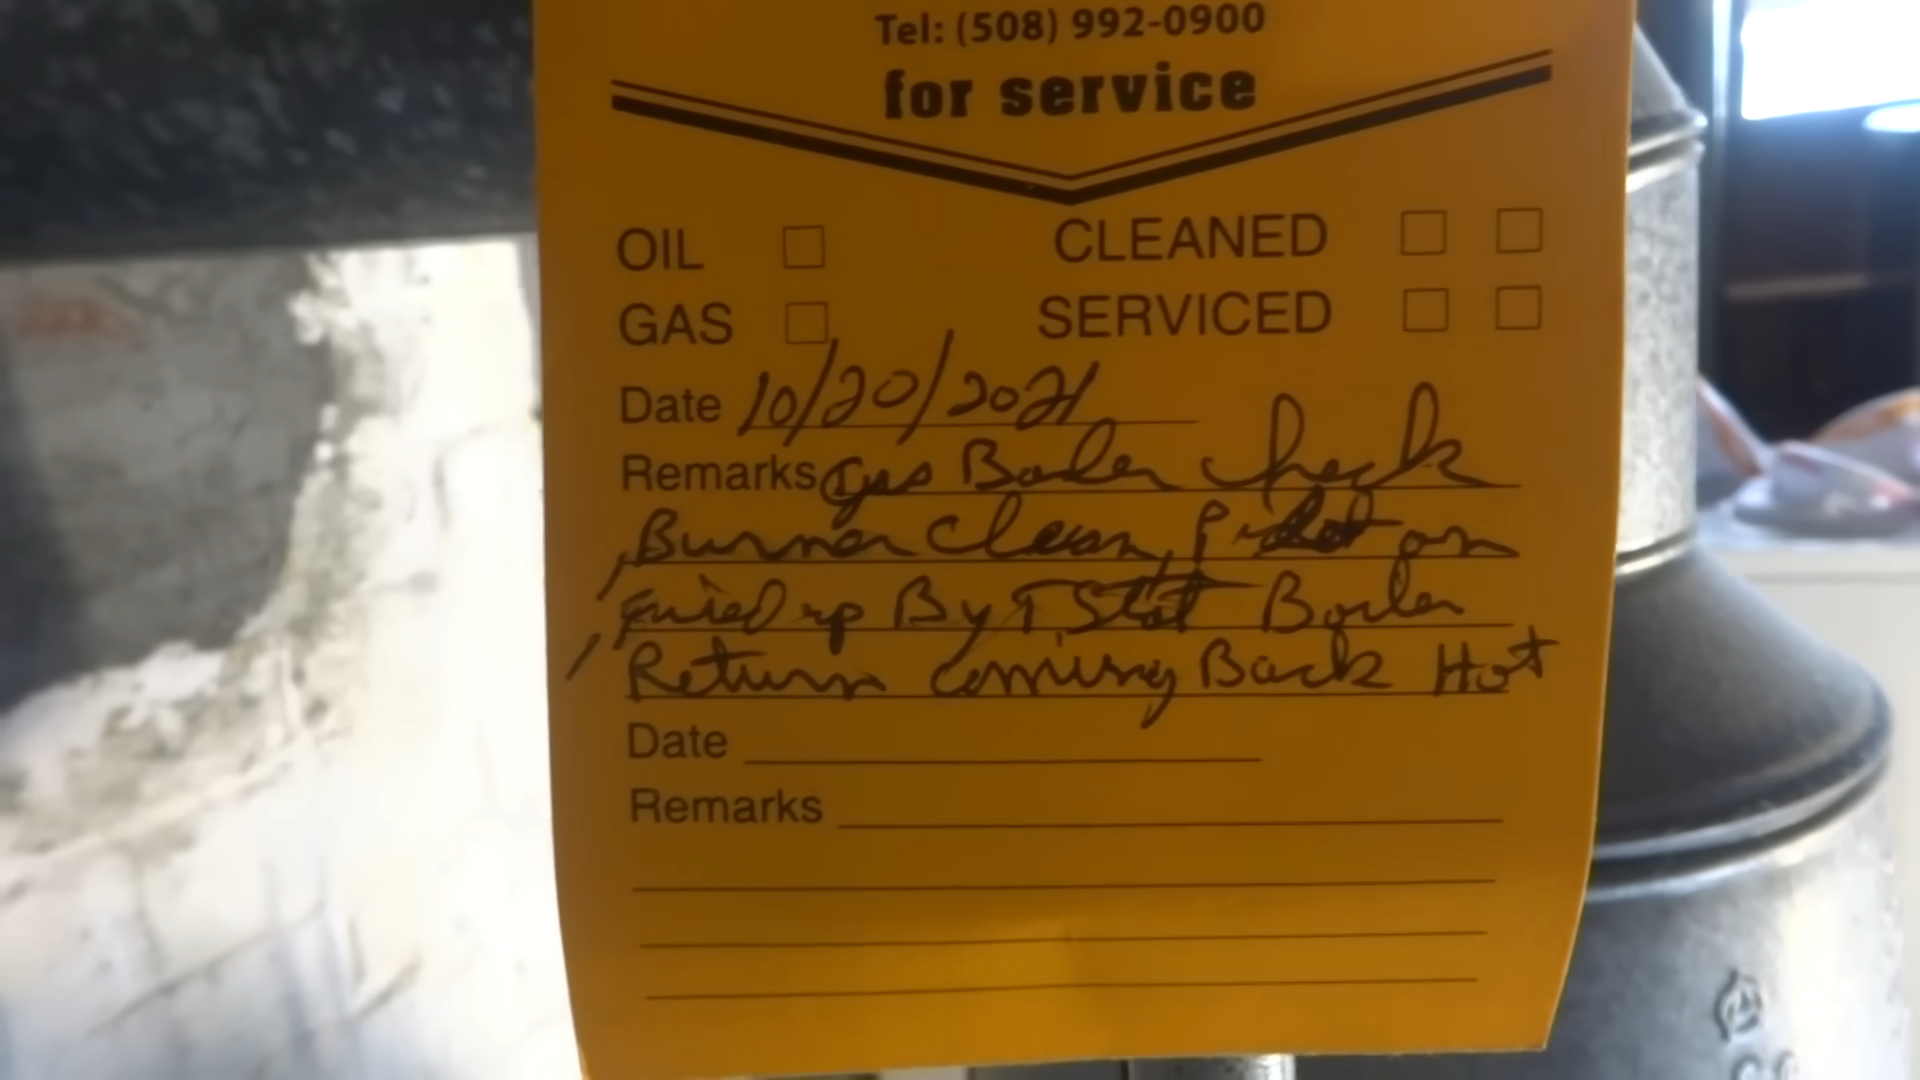 Tel: (508) 992-0900
for service
OIL CLEANED
GAS SERVICED
Date 10/20/2021
Remarks Gas Boiler Check
, Burner Clean, Pilot on
, Fired up By T Stat Boiler
Return Coming Back Hot
Date
Remarks